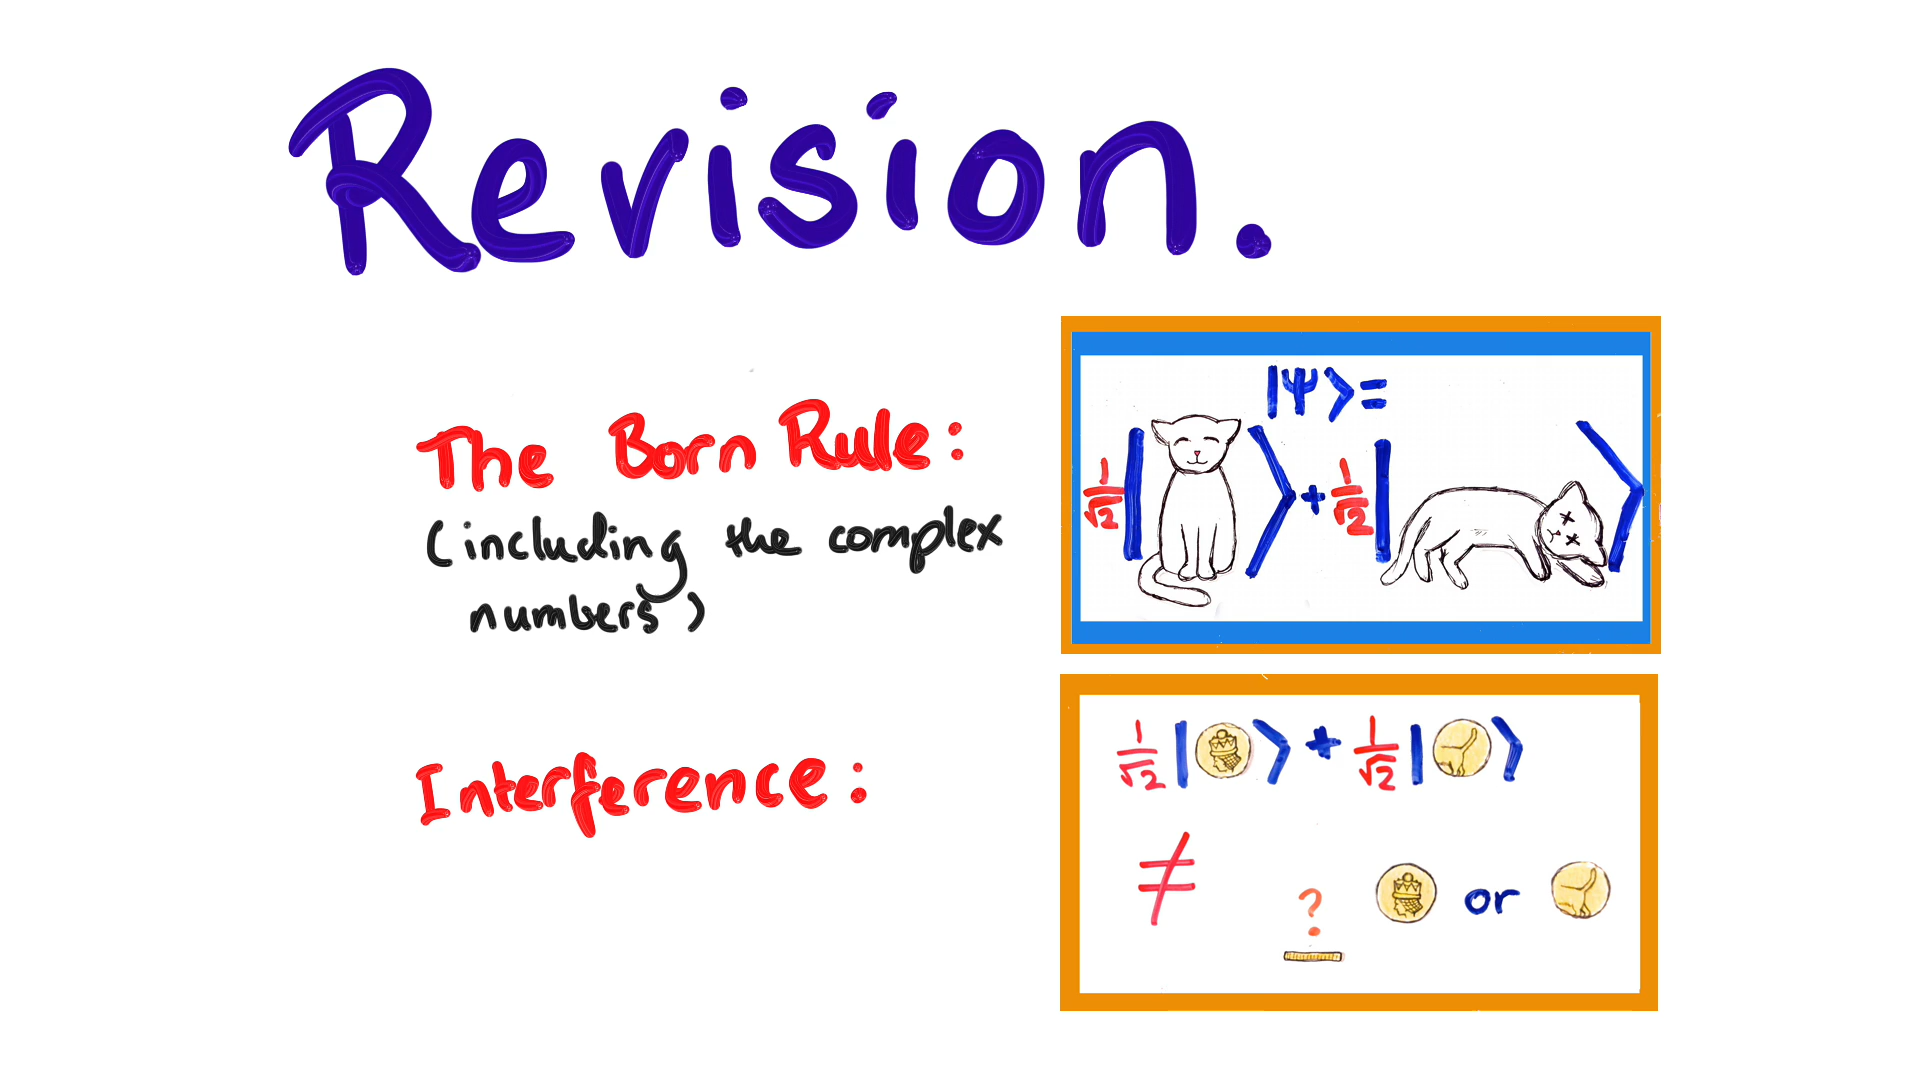 Revision.
The Born Rule:
(including the complex
numbers)
|Ψ⟩=
1/√2 | ⟩ + 1/√2 | ⟩
Interference:
1/√2 | ⟩ + 1/√2 | ⟩
≠
? or